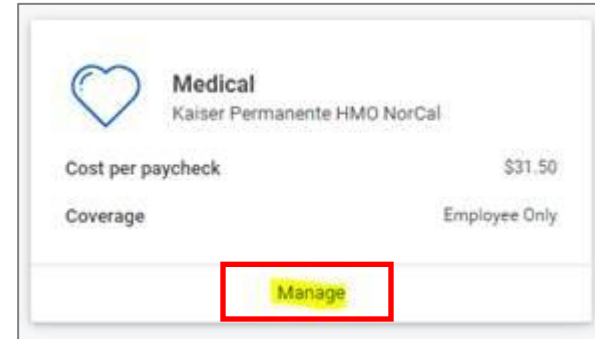 Medical
Kaiser Permanente HMO NorCal
Cost per paycheck $31.50
Coverage Employee Only
Manage